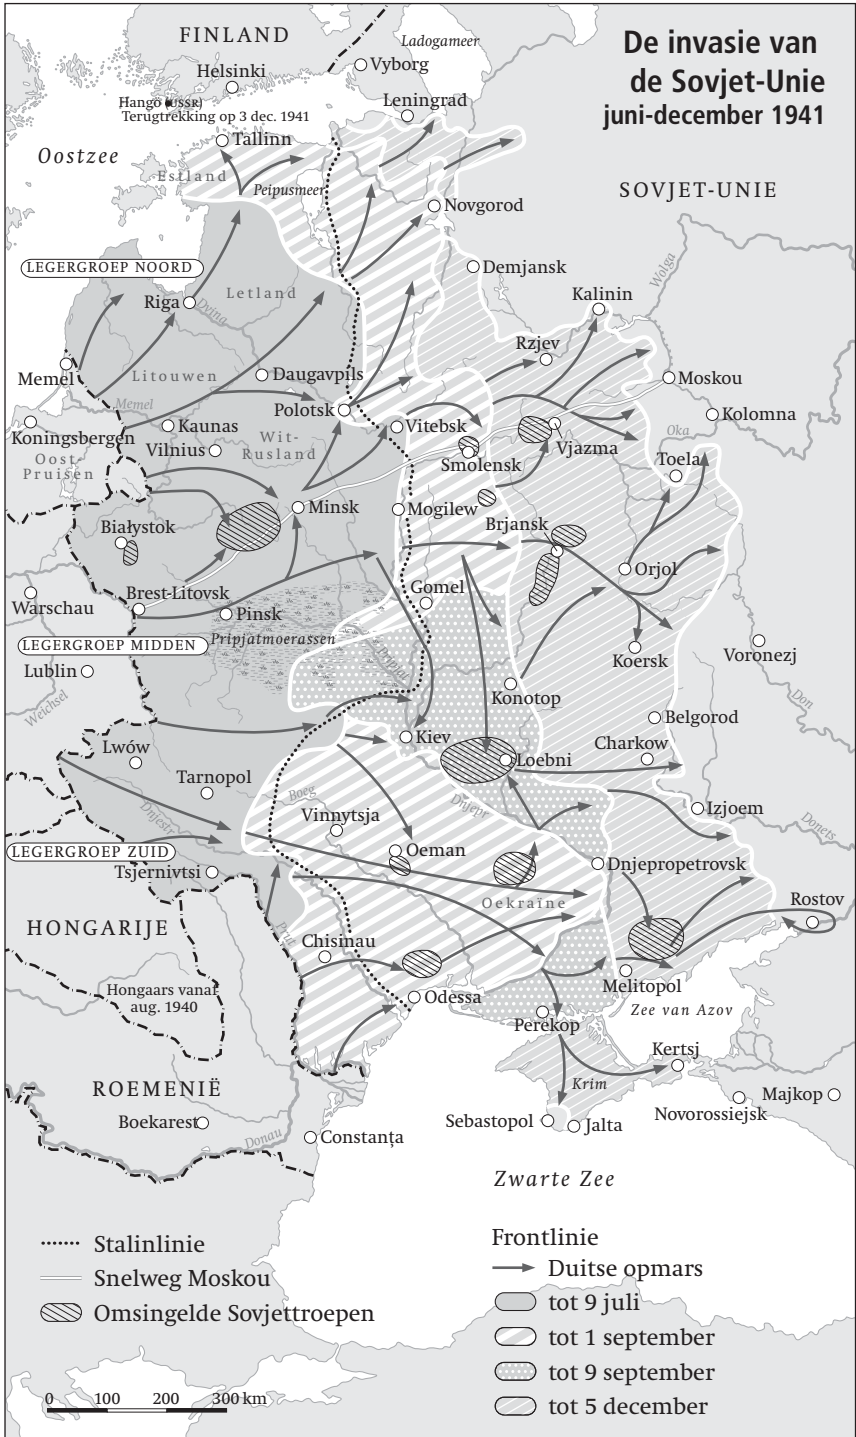 De invasie van
de Sovjet-Unie
juni-december 1941
FINLAND
Ladogameer
Helsinki
Vyborg
Hangö (USSR)
Terugtrekking op 3 dec. 1941
Leningrad
Tallinn
Oostzee
Estland
Peipusmeer
SOVJET-UNIE
Novgorod
LEGERGROEP NOORD
Demjansk
Wolga
Riga
Dvina
Letland
Kalinin
Rzjev
Memel
Litouwen
Daugavpils
Moskou
Memel
Polotsk
Kolomna
Koningsbergen
Kaunas
Vitebsk
Oka
Oost-
Pruisen
Vilnius
Wit-
Rusland
Smolensk
Vjazma
Toela
Minsk
Mogilew
Białystok
Brjansk
Orjol
Warschau
Brest-Litovsk
Gomel
Pinsk
Pripjatmoerassen
LEGERGROEP MIDDEN
Pripjat
Koersk
Voronezj
Lublin
Weichsel
Konotop
Don
Belgorod
Kiev
Lwów
Loebni
Charkow
Tarnopol
Boeg
Dnjepr
Izjoem
Dnjestr
Vinnytsja
Donets
LEGERGROEP ZUID
Oeman
Dnjepropetrovsk
Tsjernivtsi
Oekraïne
Rostov
HONGARIJE
Prut
Chisinau
Hongaars vanaf
aug. 1940
Odessa
Melitopol
Perekop
Zee van Azov
Kertsj
ROEMENIË
Krim
Majkop
Novorossiejsk
Boekarest
Sebastopol
Jalta
Donau
Constanța
Zwarte Zee
Stalinlinie
Snelweg Moskou
Omsingelde Sovjettroepen
Frontlinie
Duitse opmars
tot 9 juli
tot 1 september
tot 9 september
tot 5 december
0 100 200 300 km